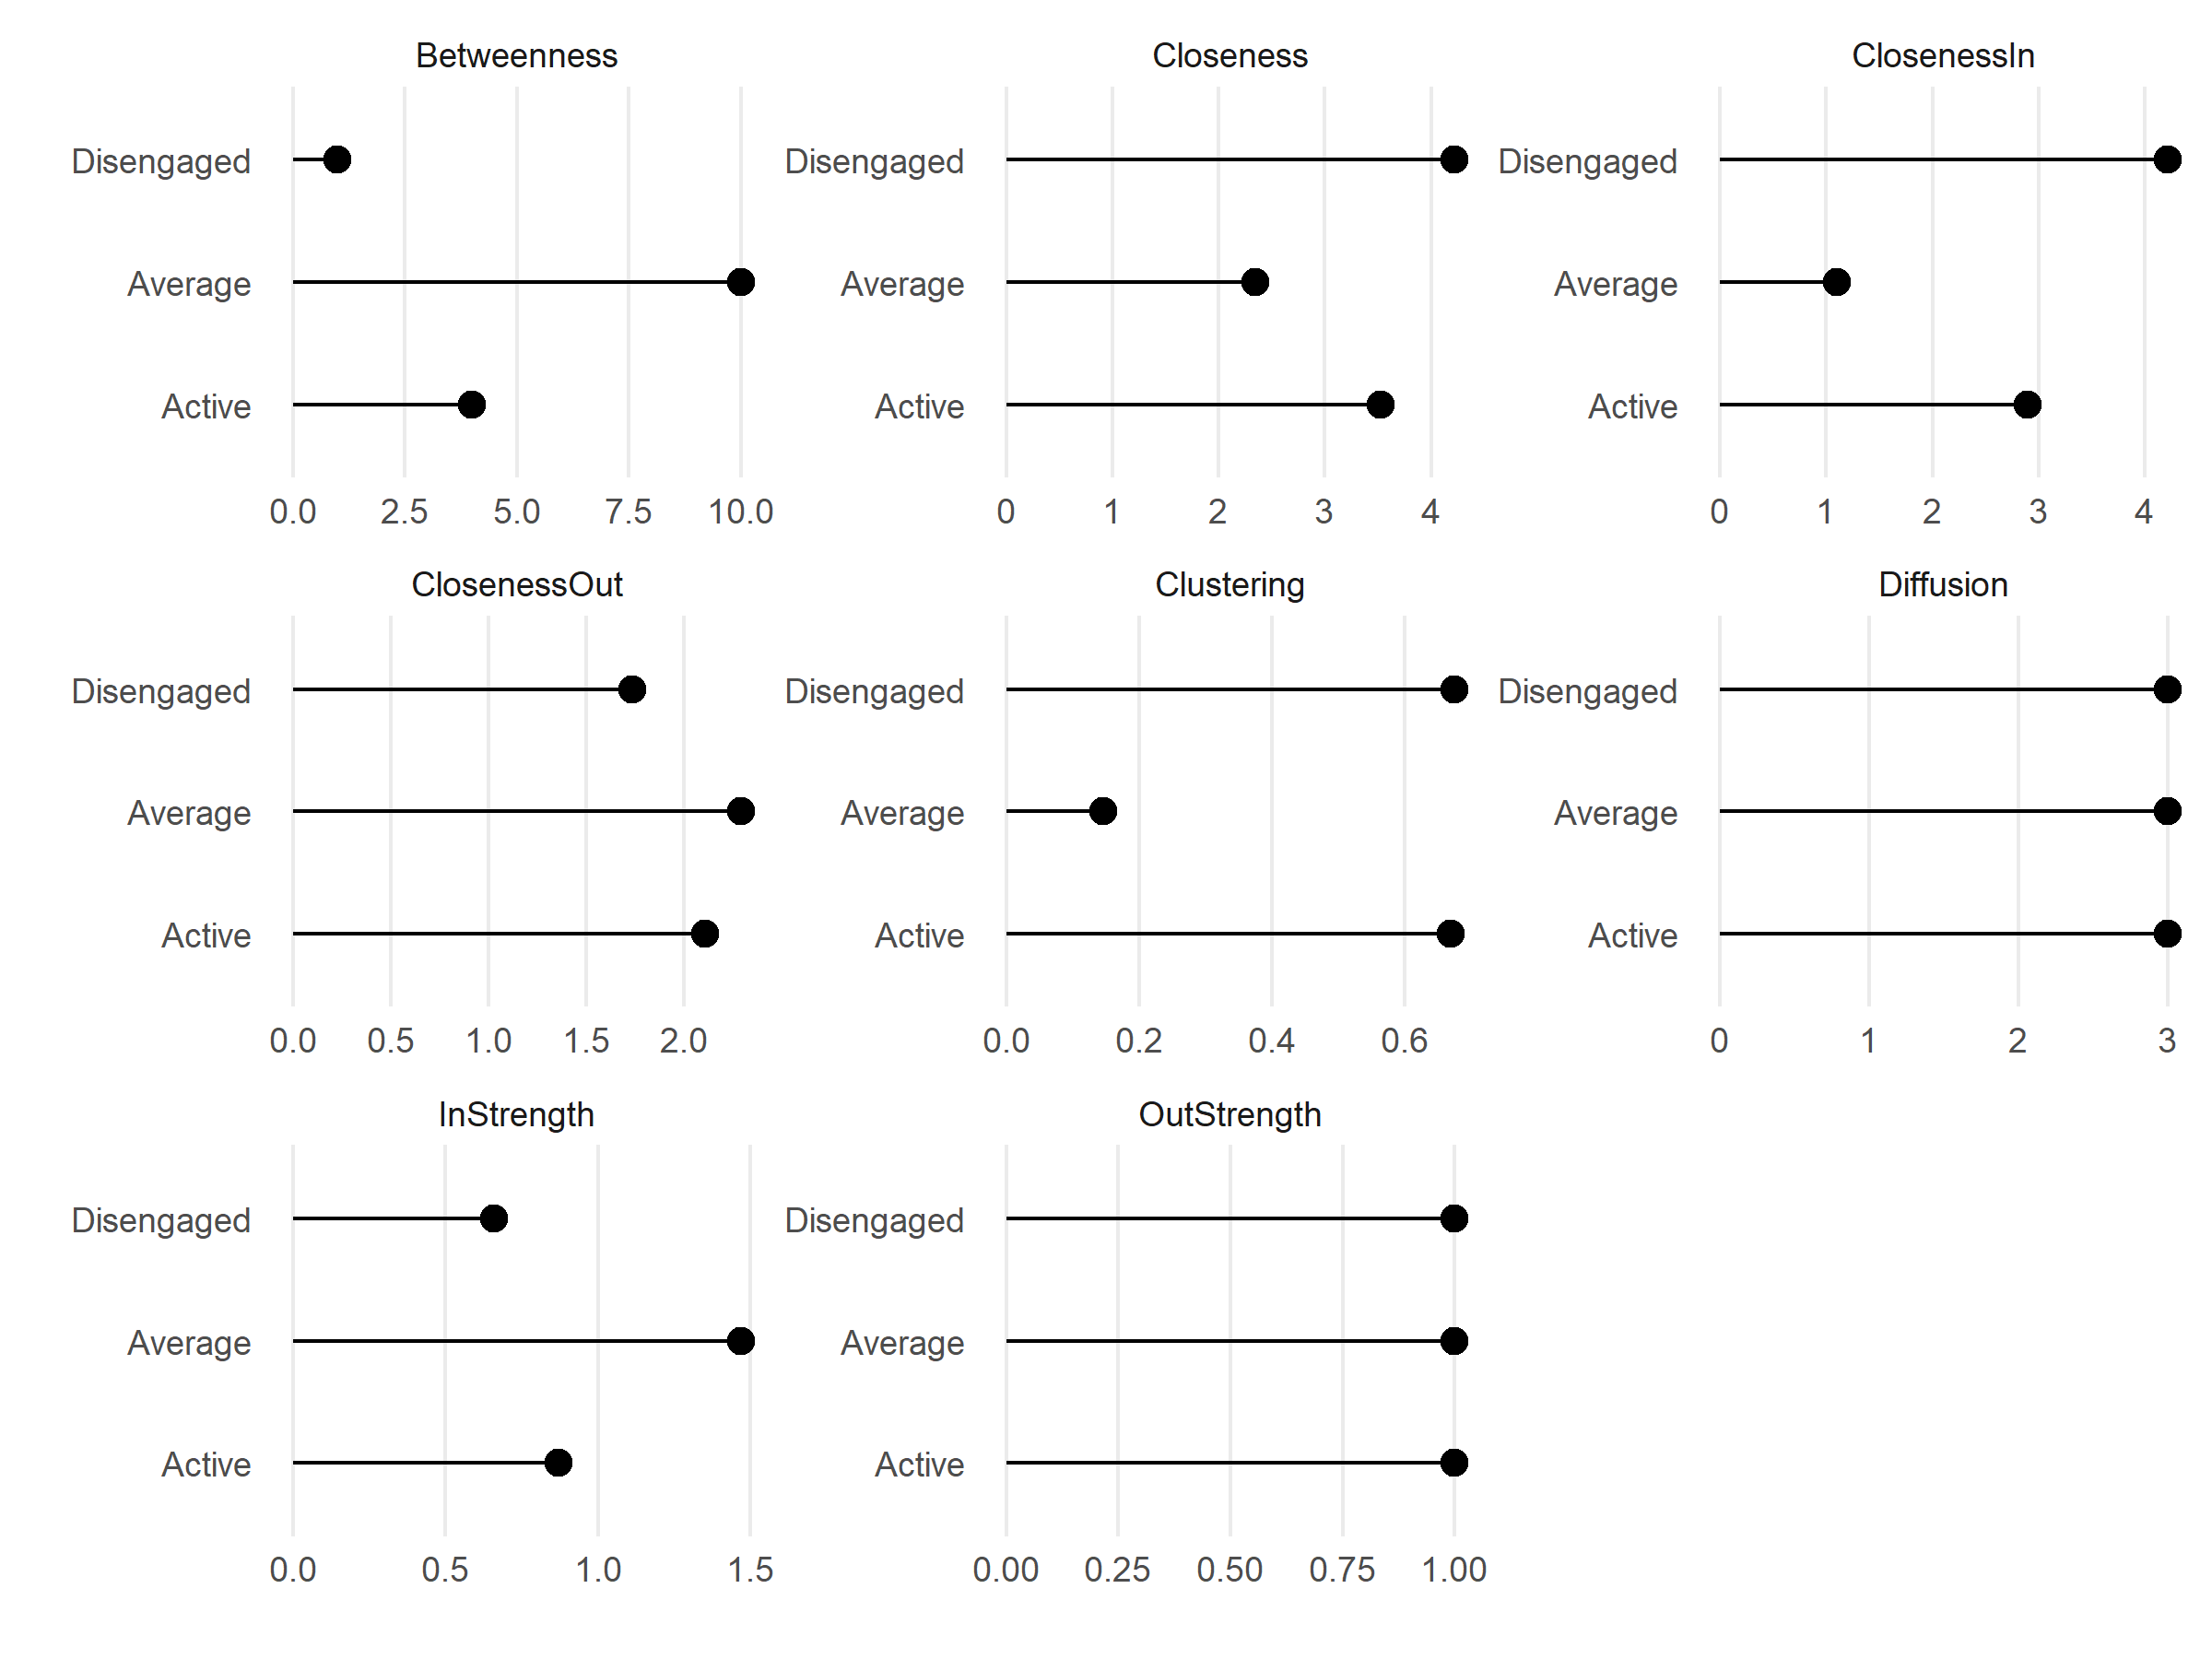 Betweenness
Disengaged
Average
Active
0.0 2.5 5.0 7.5 10.0
Closeness
Disengaged
Average
Active
0 1 2 3 4
ClosenessIn
Disengaged
Average
Active
0 1 2 3 4
ClosenessOut
Disengaged
Average
Active
0.0 0.5 1.0 1.5 2.0
Clustering
Disengaged
Average
Active
0.0 0.2 0.4 0.6
Diffusion
Disengaged
Average
Active
0 1 2 3
InStrength
Disengaged
Average
Active
0.0 0.5 1.0 1.5
OutStrength
Disengaged
Average
Active
0.00 0.25 0.50 0.75 1.00